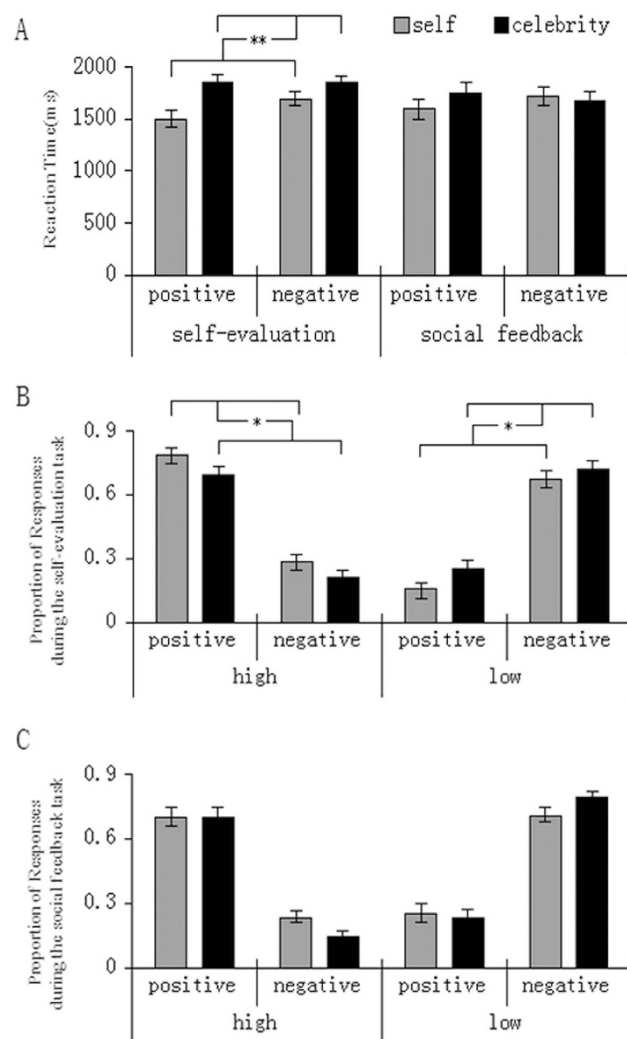 A
self celebrity
**
2000
1500
1000
500
0
Reaction Time(ms)
positive negative positive negative
self-evaluation social feedback
B
*
*
0.9
0.6
0.3
0
Proportion of Responses
during the self-evaluation task
positive negative positive negative
high low
C
0.9
0.6
0.3
0
Proportion of Responses
during the social feedback task
positive negative positive negative
high low